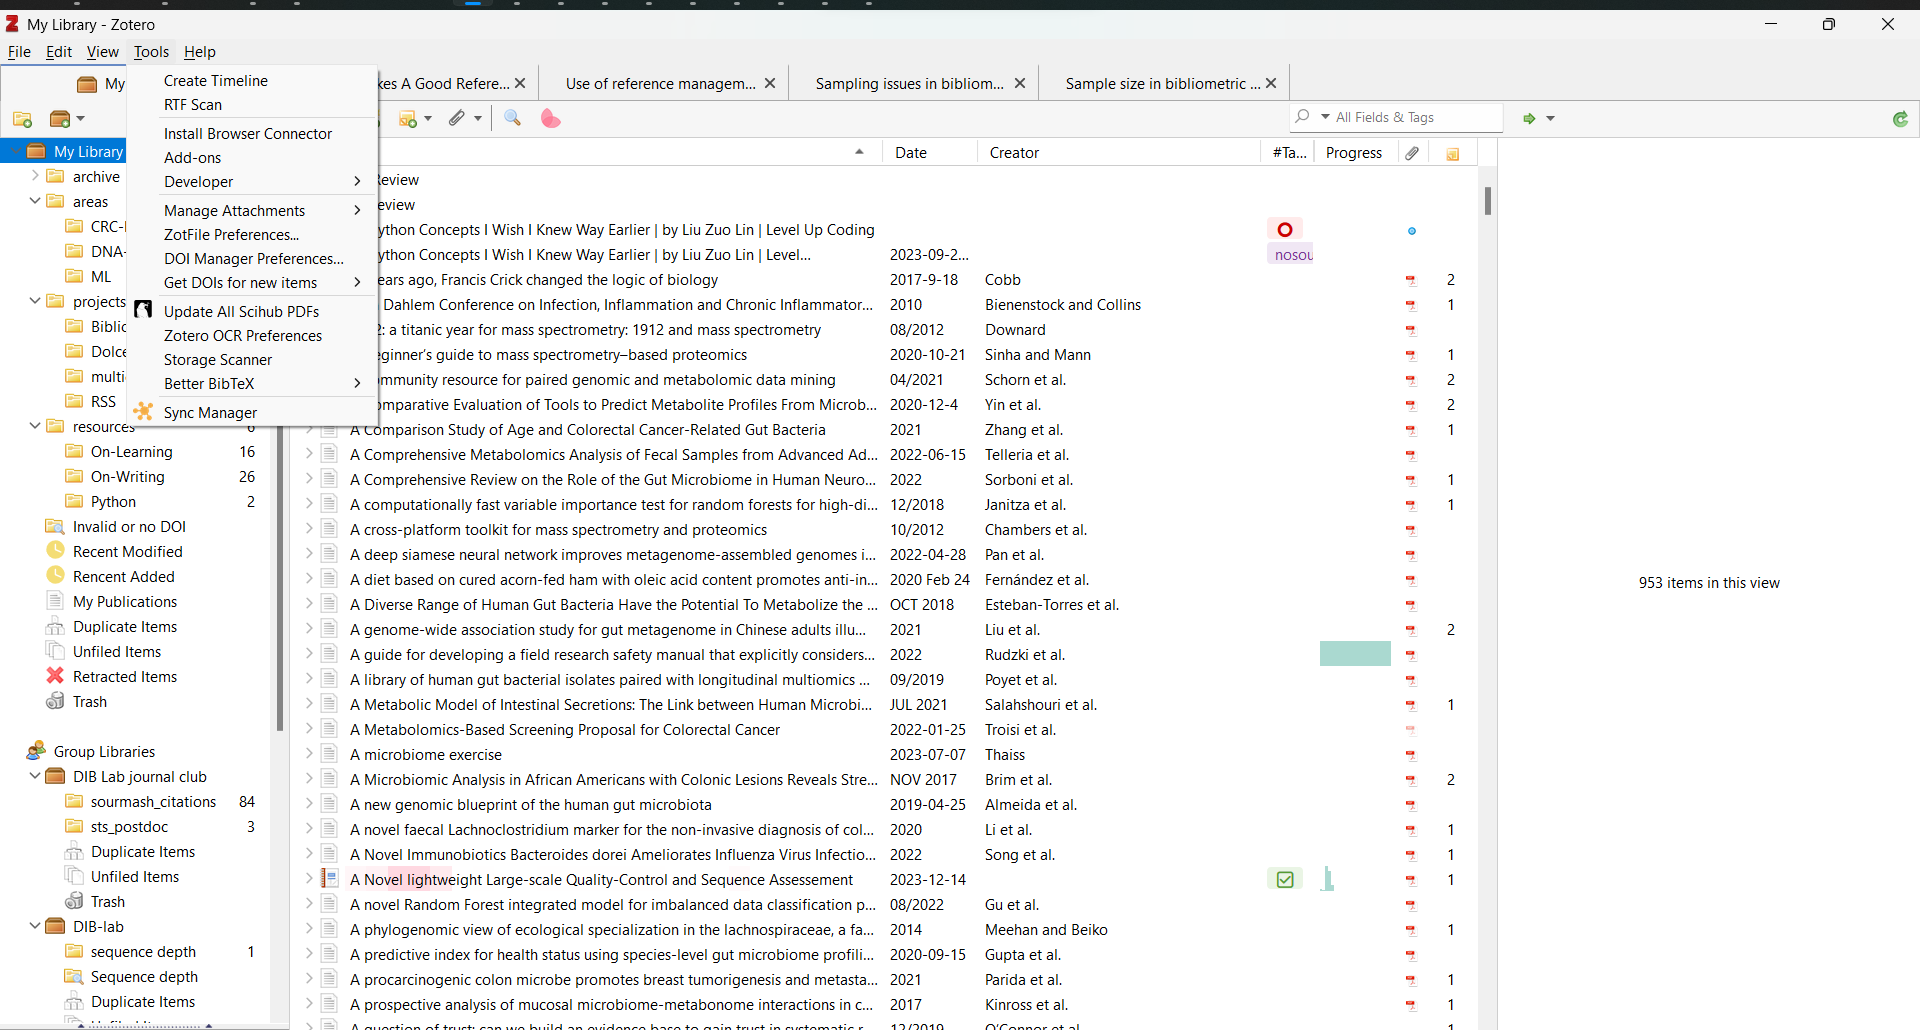 My Library - Zotero
File Edit View Tools Help
My
kes A Good Refere...
Use of reference managem...
Sampling issues in bibliom...
Sample size in bibliometric ...
Create Timeline
RTF Scan
Install Browser Connector
Add-ons
Developer
Manage Attachments
ZotFile Preferences...
DOI Manager Preferences...
Get DOIs for new items
Update All Scihub PDFs
Zotero OCR Preferences
Storage Scanner
Better BibTeX
Sync Manager
All Fields & Tags
My Library
archive
areas
CRC-
DNA-
ML
projects
Biblic
Dolce
multi
RSS
resources 6
On-Learning 16
On-Writing 26
Python 2
Invalid or no DOI
Recent Modified
Rencent Added
My Publications
Duplicate Items
Unfiled Items
Retracted Items
Trash
Group Libraries
DIB Lab journal club
sourmash_citations 84
sts_postdoc 3
Duplicate Items
Unfiled Items
Trash
DIB-lab
sequence depth 1
Sequence depth
Duplicate Items
Unfiled Items
Date Creator #Ta... Progress
Review
eview
ython Concepts I Wish I Knew Way Earlier | by Liu Zuo Lin | Level Up Coding
ython Concepts I Wish I Knew Way Earlier | by Liu Zuo Lin | Level... 2023-09-2... nosou
ears ago, Francis Crick changed the logic of biology 2017-9-18 Cobb 2
Dahlem Conference on Infection, Inflammation and Chronic Inflammator... 2010 Bienenstock and Collins 1
2: a titanic year for mass spectrometry: 1912 and mass spectrometry 08/2012 Downard
eginner's guide to mass spectrometry–based proteomics 2020-10-21 Sinha and Mann 1
mmunity resource for paired genomic and metabolomic data mining 04/2021 Schorn et al. 2
omparative Evaluation of Tools to Predict Metabolite Profiles From Microb... 2020-12-4 Yin et al. 2
A Comparison Study of Age and Colorectal Cancer-Related Gut Bacteria 2021 Zhang et al. 1
A Comprehensive Metabolomics Analysis of Fecal Samples from Advanced Ad... 2022-06-15 Telleria et al.
A Comprehensive Review on the Role of the Gut Microbiome in Human Neuro... 2022 Sorboni et al. 1
A computationally fast variable importance test for random forests for high-di... 12/2018 Janitza et al. 1
A cross-platform toolkit for mass spectrometry and proteomics 10/2012 Chambers et al.
A deep siamese neural network improves metagenome-assembled genomes i... 2022-04-28 Pan et al.
A diet based on cured acorn-fed ham with oleic acid content promotes anti-in... 2020 Feb 24 Fernández et al.
A Diverse Range of Human Gut Bacteria Have the Potential To Metabolize the ... OCT 2018 Esteban-Torres et al.
A genome-wide association study for gut metagenome in Chinese adults illu... 2021 Liu et al. 2
A guide for developing a field research safety manual that explicitly considers... 2022 Rudzki et al.
A library of human gut bacterial isolates paired with longitudinal multiomics ... 09/2019 Poyet et al.
A Metabolic Model of Intestinal Secretions: The Link between Human Microbi... JUL 2021 Salahshouri et al. 1
A Metabolomics-Based Screening Proposal for Colorectal Cancer 2022-01-25 Troisi et al.
A microbiome exercise 2023-07-07 Thaiss
A Microbiomic Analysis in African Americans with Colonic Lesions Reveals Stre... NOV 2017 Brim et al. 2
A new genomic blueprint of the human gut microbiota 2019-04-25 Almeida et al.
A novel faecal Lachnoclostridium marker for the non-invasive diagnosis of col... 2020 Li et al. 1
A Novel Immunobiotics Bacteroides dorei Ameliorates Influenza Virus Infectio... 2022 Song et al. 1
A Novel lightweight Large-scale Quality-Control and Sequence Assessement 2023-12-14 1
A novel Random Forest integrated model for imbalanced data classification p... 08/2022 Gu et al.
A phylogenomic view of ecological specialization in the lachnospiraceae, a fa... 2014 Meehan and Beiko 1
A predictive index for health status using species-level gut microbiome profili... 2020-09-15 Gupta et al.
A procarcinogenic colon microbe promotes breast tumorigenesis and metasta... 2021 Parida et al. 1
A prospective analysis of mucosal microbiome-metabonome interactions in c... 2017 Kinross et al. 1
A question of trust: can we build an evidence base to gain trust in systematic r... 12/2019 O'Connor et al. 1
953 items in this view